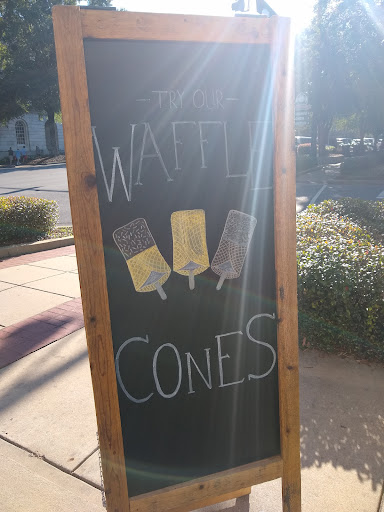 -TRY OUR-
WAFFLE
CONES